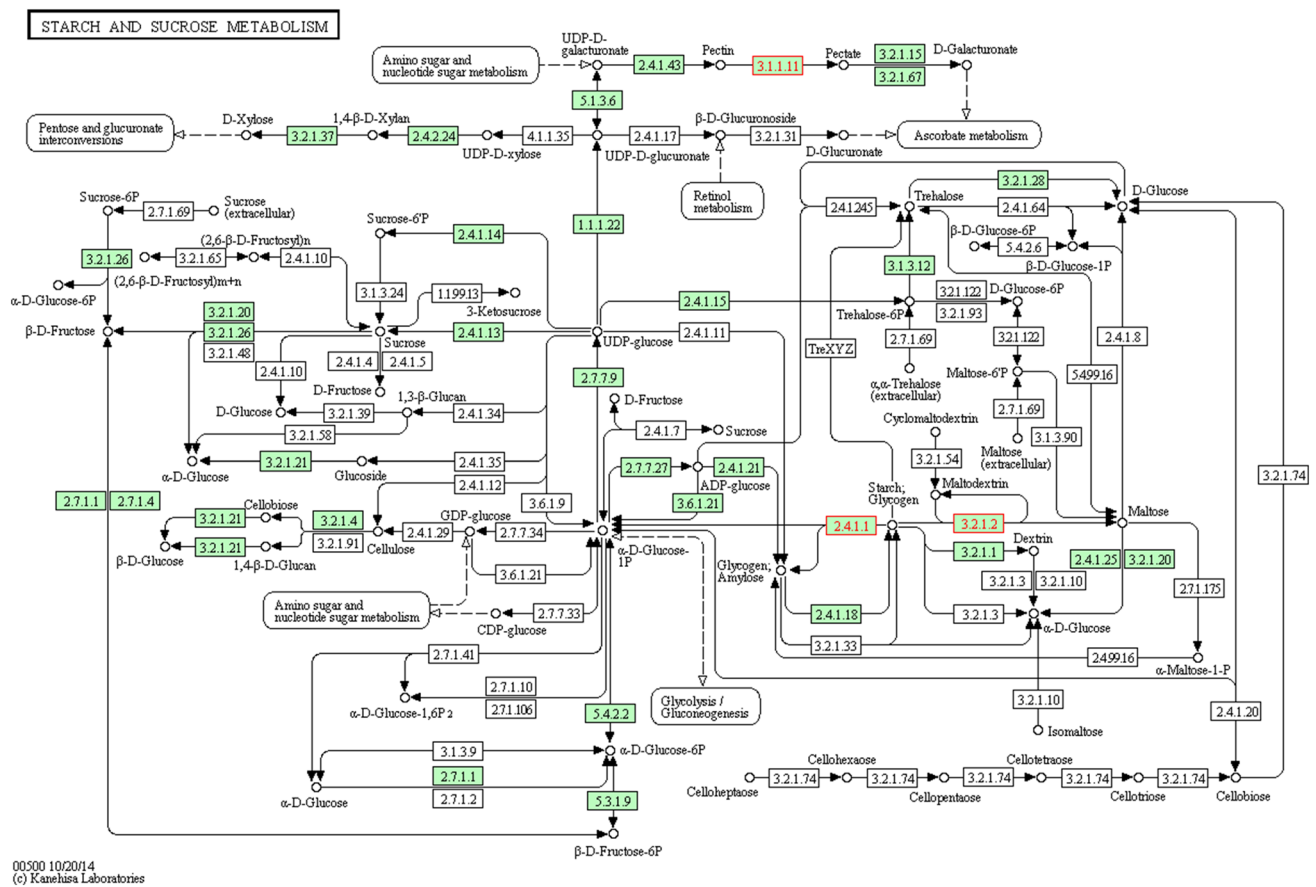 STARCH AND SUCROSE METABOLISM
Amino sugar and
nucleotide sugar metabolism
UDP-D-
galacturonate
2.4.1.43
Pectin
3.1.1.11
Pectate
3.2.1.15
3.2.1.67
D-Galacturonate
5.1.3.6
Pentose and glucuronate
interconversions
D-Xylose
3.2.1.37
1,4-β-D-Xylan
2.4.2.24
UDP-D-xylose
4.1.1.35
2.4.1.17
UDP-D-glucuronate
β-D-Glucuronoside
3.2.1.31
D-Glucuronate
Ascorbate metabolism
Retinol
metabolism
Sucrose-6P
2.7.1.69
Sucrose
(extracellular)
Sucrose-6'P
2.4.1.14
1.1.1.22
2.4.1.245
Trehalose
3.2.1.28
2.4.1.64
D-Glucose
β-D-Glucose-6P
5.4.2.6
β-D-Glucose-1P
3.2.1.26
(2,6-β-D-Fructosyl)n
3.2.1.65
2.4.1.10
(2,6-β-D-Fructosyl)m+n
α-D-Glucose-6P
3.1.3.24
1.1.99.13
3-Ketosucrose
3.1.3.12
2.4.1.15
3.2.1.122
3.2.1.93
D-Glucose-6P
Trehalose-6P
β-D-Fructose
3.2.1.20
3.2.1.26
3.2.1.48
Sucrose
2.4.1.13
UDP-glucose
2.4.1.11
2.7.1.69
3.2.1.122
2.4.1.8
TreXYZ
2.4.1.10
2.4.1.4
2.4.1.5
D-Fructose
2.7.7.9
α,α-Trehalose
(extracellular)
Maltose-6'P
5.4.99.16
D-Glucose
3.2.1.39
1,3-β-Glucan
2.4.1.34
D-Fructose
2.4.1.7
Sucrose
2.7.1.69
3.1.3.90
Cyclomaltodextrin
3.2.1.54
Maltose
(extracellular)
3.2.1.58
α-D-Glucose
3.2.1.21
Glucoside
2.4.1.35
2.4.1.12
2.7.7.27
2.4.1.21
ADP-glucose
3.6.1.21
3.2.1.74
2.7.1.1
2.7.1.4
3.6.1.9
Starch;
Glycogen
Maltodextrin
Cellobiose
3.2.1.21
3.2.1.4
3.2.1.91
3.2.1.21
β-D-Glucose
1,4-β-D-Glucan
Cellulose
2.4.1.29
GDP-glucose
2.7.7.34
α-D-Glucose-
1P
2.4.1.1
3.2.1.2
Maltose
3.2.1.1
Dextrin
2.4.1.25
3.2.1.20
3.6.1.21
Glycogen;
Amylose
3.2.1.3
3.2.1.10
2.7.1.175
Amino sugar and
nucleotide sugar metabolism
2.7.7.33
CDP-glucose
2.4.1.18
3.2.1.3
α-D-Glucose
3.2.1.33
2.4.99.16
α-Maltose-1-P
2.7.1.41
2.7.1.10
2.7.1.106
α-D-Glucose-1,6P2
Glycolysis /
Gluconeogenesis
3.2.1.10
2.4.1.20
5.4.2.2
Isomaltose
3.1.3.9
α-D-Glucose-6P
2.7.1.1
2.7.1.2
α-D-Glucose
5.3.1.9
β-D-Fructose-6P
Cellohexaose
Cellotetraose
3.2.1.74
3.2.1.74
3.2.1.74
3.2.1.74
3.2.1.74
Celloheptaose
Cellopentaose
Cellotriose
Cellobiose
00500 10/20/14
(c) Kanehisa Laboratories